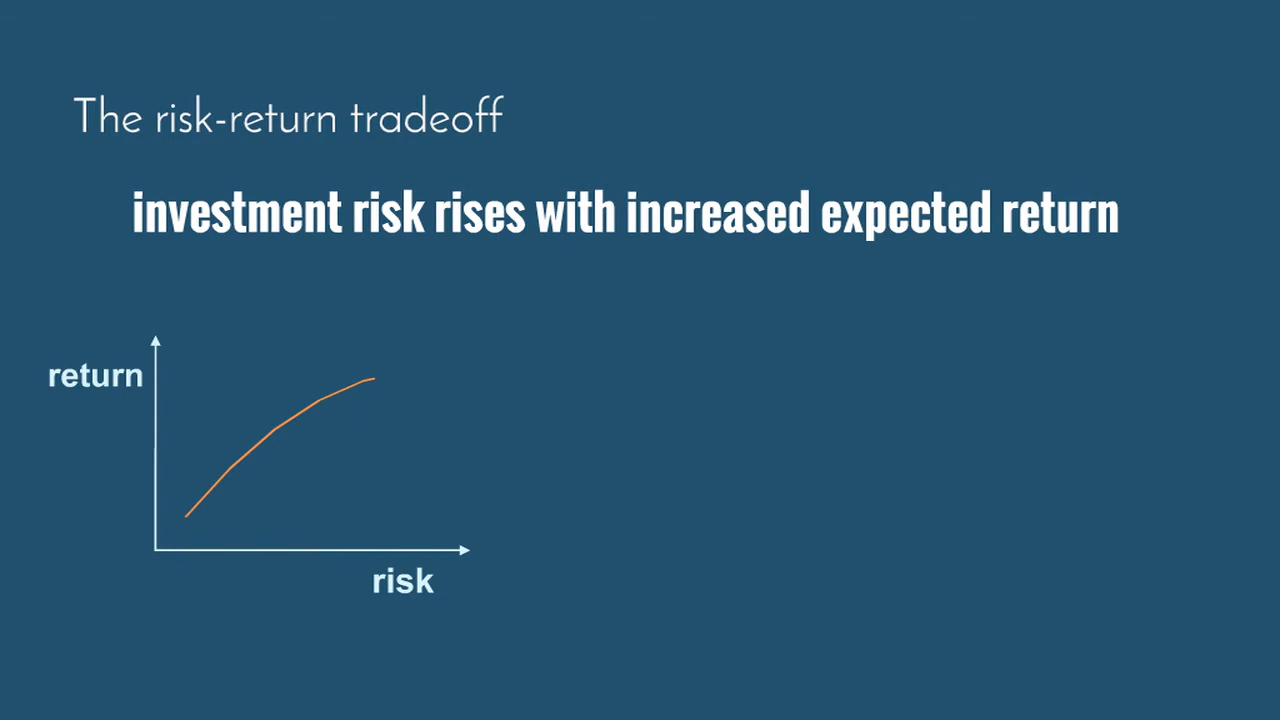 The risk-return tradeoff
investment risk rises with increased expected return
return
risk